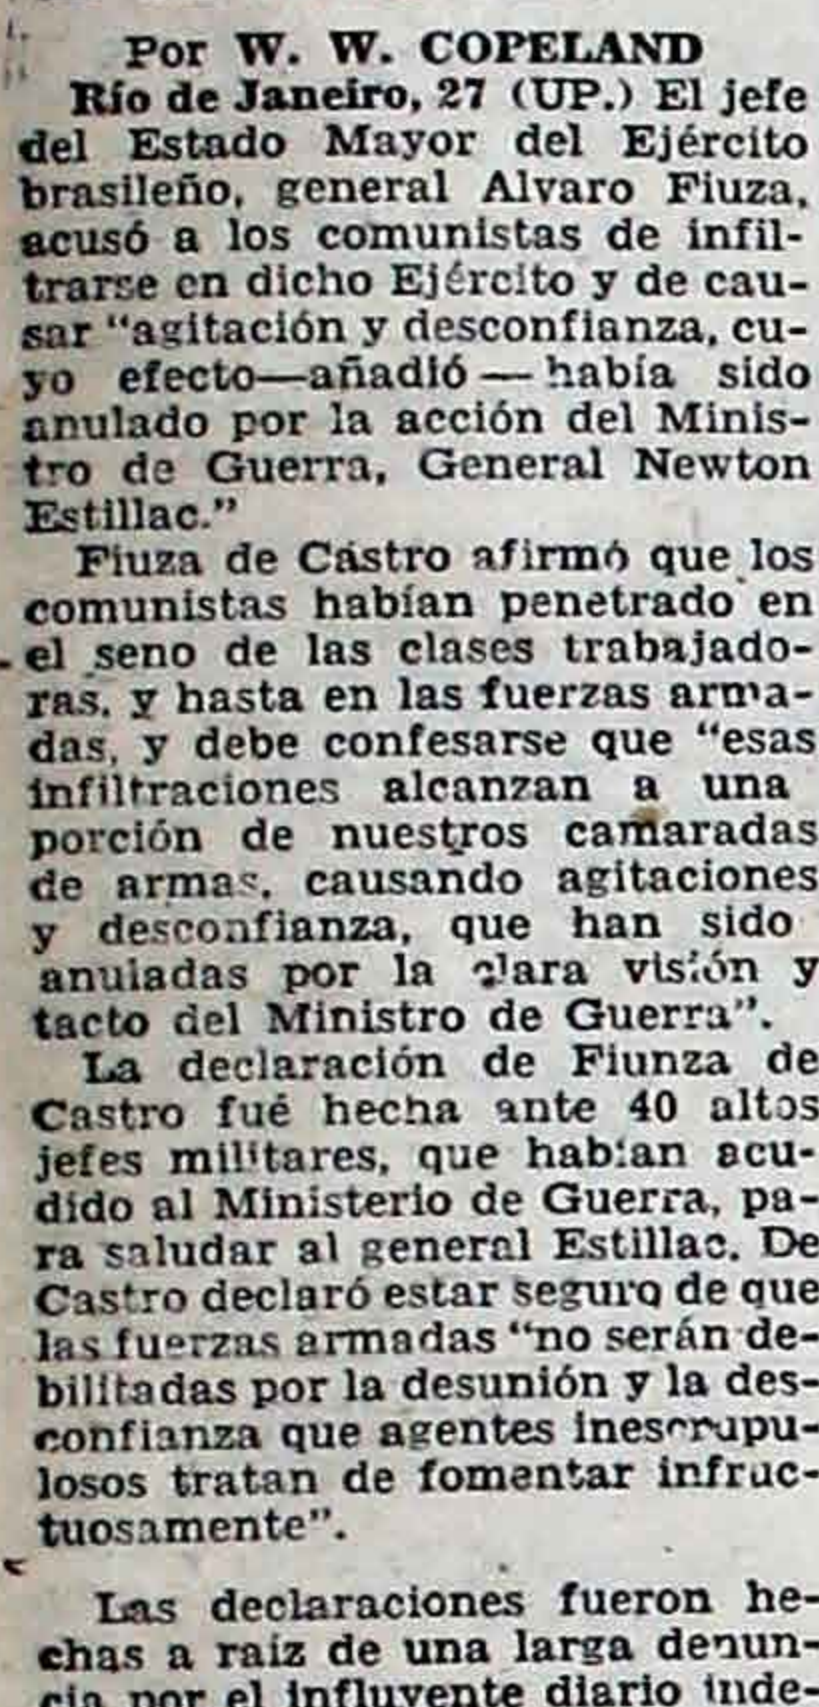 Por W. W. COPELAND
Río de Janeiro, 27 (UP.) El jefe
del Estado Mayor del Ejército
brasileño, general Alvaro Fiuza,
acusó a los comunistas de infil-
trarse en dicho Ejército y de cau-
sar “agitación y desconfianza, cu-
yo efecto—añadió — había sido
anulado por la acción del Minis-
tro de Guerra, General Newton
Estillac.”
Fiuza de Castro afirmó que los
comunistas habían penetrado en
el seno de las clases trabajado-
ras, y hasta en las fuerzas arma-
das, y debe confesarse que “esas
infiltraciones alcanzan a una
porción de nuestros camaradas
de armas, causando agitaciones
y desconfianza, que han sido
anuladas por la clara visión y
tacto del Ministro de Guerra”.
La declaración de Fiunza de
Castro fué hecha ante 40 altos
jefes militares, que habían acu-
dido al Ministerio de Guerra, pa-
ra saludar al general Estillac. De
Castro declaró estar seguro de que
las fuerzas armadas “no serán de-
bilitadas por la desunión y la des-
confianza que agentes inescrupu-
losos tratan de fomentar infruc-
tuosamente”.
Las declaraciones fueron he-
chas a raíz de una larga denun-
cia por el influyente diario inde-